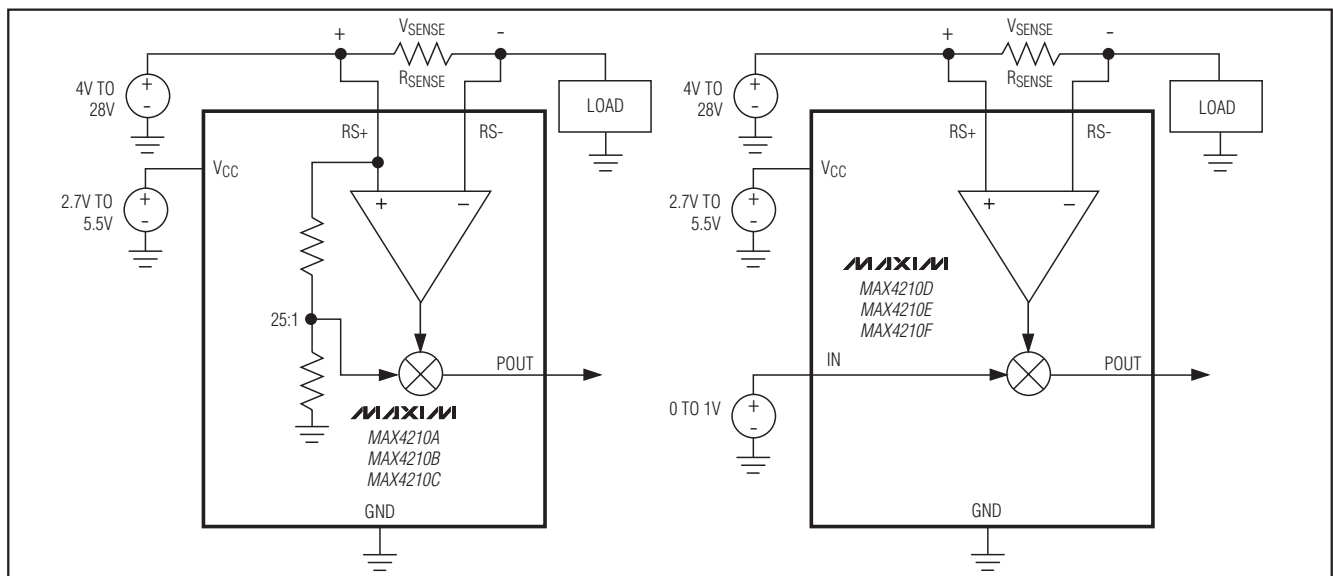 + VSENSE -
RSENSE
4V TO
28V
+
-
LOAD
RS+
RS-
VCC
2.7V TO
5.5V
+
-
+
−
25:1
POUT
MAXIM
MAX4210A
MAX4210B
MAX4210C
GND
+ VSENSE -
RSENSE
4V TO
28V
+
-
LOAD
RS+
RS-
VCC
2.7V TO
5.5V
+
-
+
−
MAXIM
MAX4210D
MAX4210E
MAX4210F
IN
POUT
0 TO 1V
+
-
GND